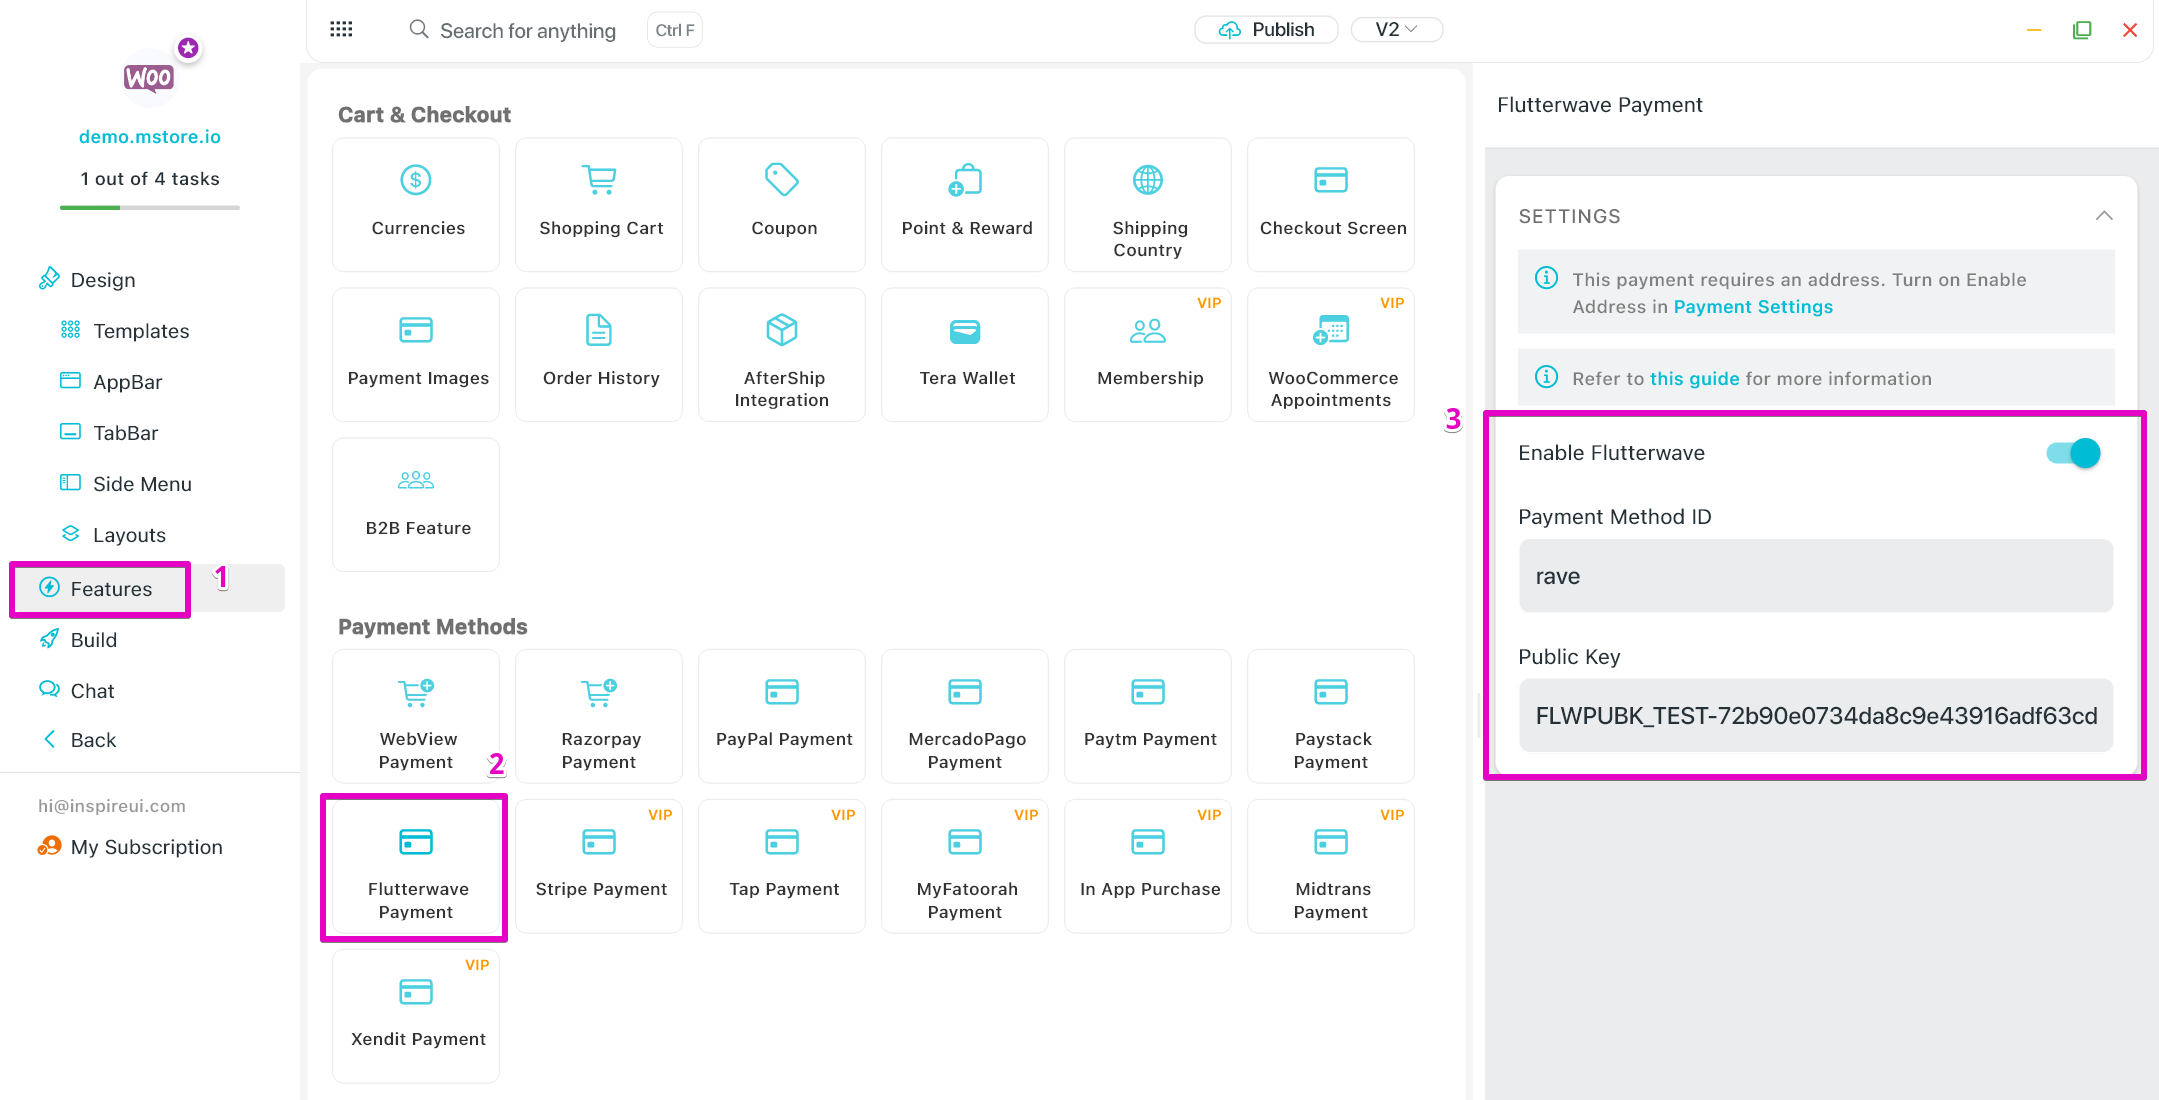 Search for anything
Ctrl F
Publish
V2
WOO
demo.mstore.io
1 out of 4 tasks
Design
Templates
AppBar
TabBar
Side Menu
Layouts
Features
1
Build
Chat
Back
hi@inspireui.com
My Subscription
Cart & Checkout
Currencies
Shopping Cart
Coupon
Point & Reward
Shipping
Country
Checkout Screen
Payment Images
Order History
AfterShip
Integration
Tera Wallet
VIP
Membership
VIP
WooCommerce
Appointments
B2B Feature
Payment Methods
WebView
Payment
2
Razorpay
Payment
PayPal Payment
MercadoPago
Payment
Paytm Payment
Paystack
Payment
Flutterwave
Payment
VIP
Stripe Payment
VIP
Tap Payment
VIP
MyFatoorah
Payment
VIP
In App Purchase
VIP
Midtrans
Payment
VIP
Xendit Payment
Flutterwave Payment
SETTINGS
This payment requires an address. Turn on Enable
Address in Payment Settings
Refer to this guide for more information
3
Enable Flutterwave
Payment Method ID
rave
Public Key
FLWPUBK_TEST-72b90e0734da8c9e43916adf63cd